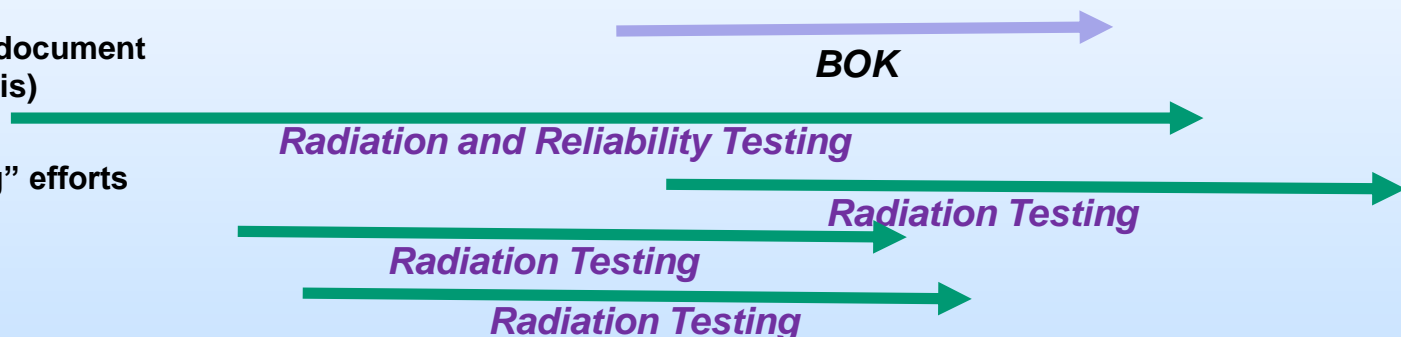 document
BOK
is)
Radiation and Reliability Testing
g” efforts
Radiation Testing
Radiation Testing
Radiation Testing